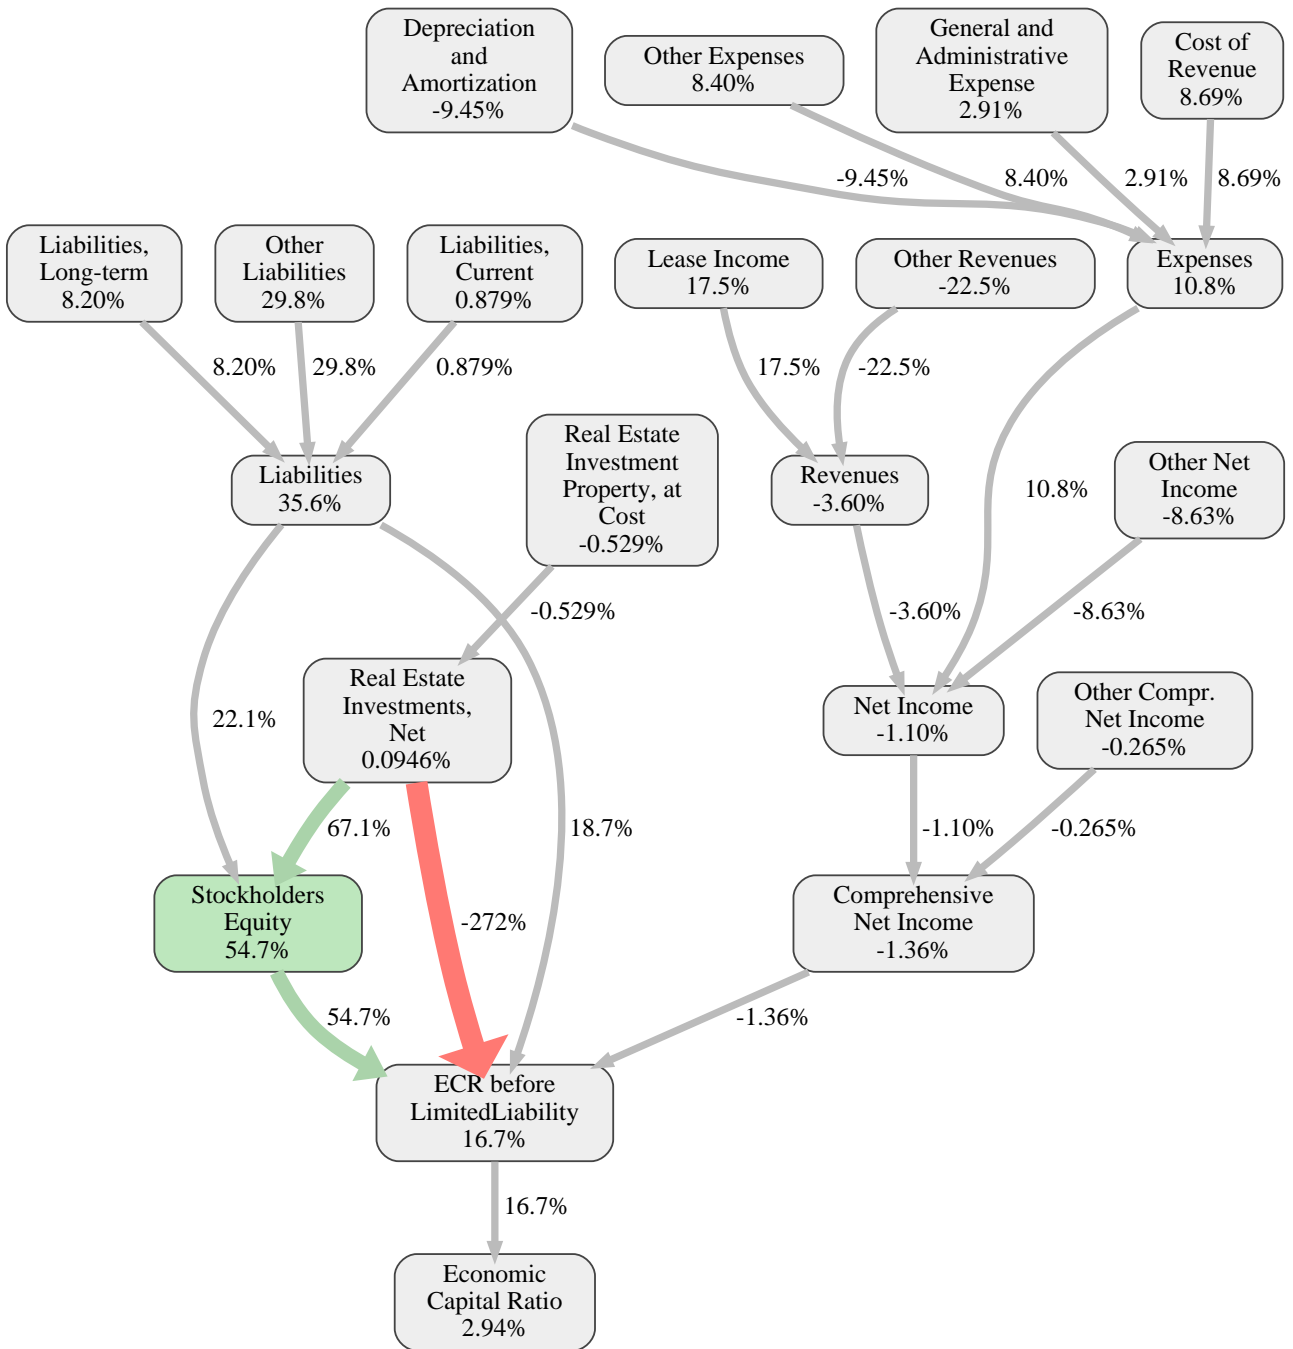 Depreciation
and
Amortization
-9.45%
Other Expenses
8.40%
General and
Administrative
Expense
2.91%
Cost of
Revenue
8.69%
-9.45%
8.40%
2.91%
8.69%
Liabilities,
Long-term
8.20%
Other
Liabilities
29.8%
Liabilities,
Current
0.879%
Lease Income
17.5%
Other Revenues
-22.5%
Expenses
10.8%
8.20%
29.8%
0.879%
17.5%
-22.5%
Liabilities
35.6%
Real Estate
Investment
Property, at
Cost
-0.529%
Revenues
-3.60%
10.8%
Other Net
Income
-8.63%
-0.529%
-3.60%
-8.63%
22.1%
Real Estate
Investments,
Net
0.0946%
Net Income
-1.10%
Other Compr.
Net Income
-0.265%
67.1%
18.7%
-1.10%
-0.265%
Stockholders
Equity
54.7%
-272%
Comprehensive
Net Income
-1.36%
54.7%
-1.36%
ECR before
LimitedLiability
16.7%
16.7%
Economic
Capital Ratio
2.94%